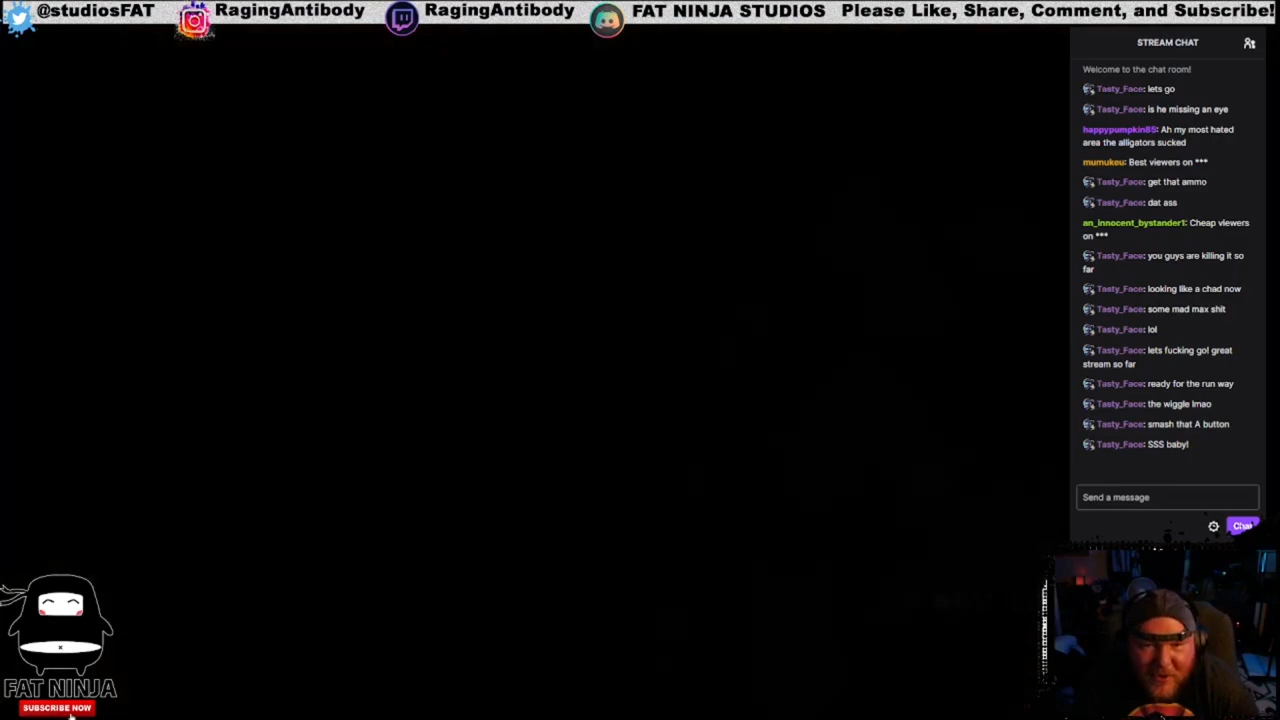 @studiosFAT RagingAntibody RagingAntibody FAT NINJA STUDIOS Please Like, Share, Comment, and Subscribe!
STREAM CHAT
Welcome to the chat room!
Tasty_Face: lets go
Tasty_Face: is he missing an eye
happypumpkin85: Ah my most hated
area the alligators sucked
mumukeu: Best viewers on ***
Tasty_Face: get that ammo
Tasty_Face: dat ass
an_innocent_bystander1: Cheap viewers
on ***
Tasty_Face: you guys are killing it so
far
Tasty_Face: looking like a chad now
Tasty_Face: some mad max shit
Tasty_Face: lol
Tasty_Face: lets fucking go! great
stream so far
Tasty_Face: ready for the run way
Tasty_Face: the wiggle lmao
Tasty_Face: smash that A button
Tasty_Face: SSS baby!
Send a message
Chat
FAT NINJA
SUBSCRIBE NOW